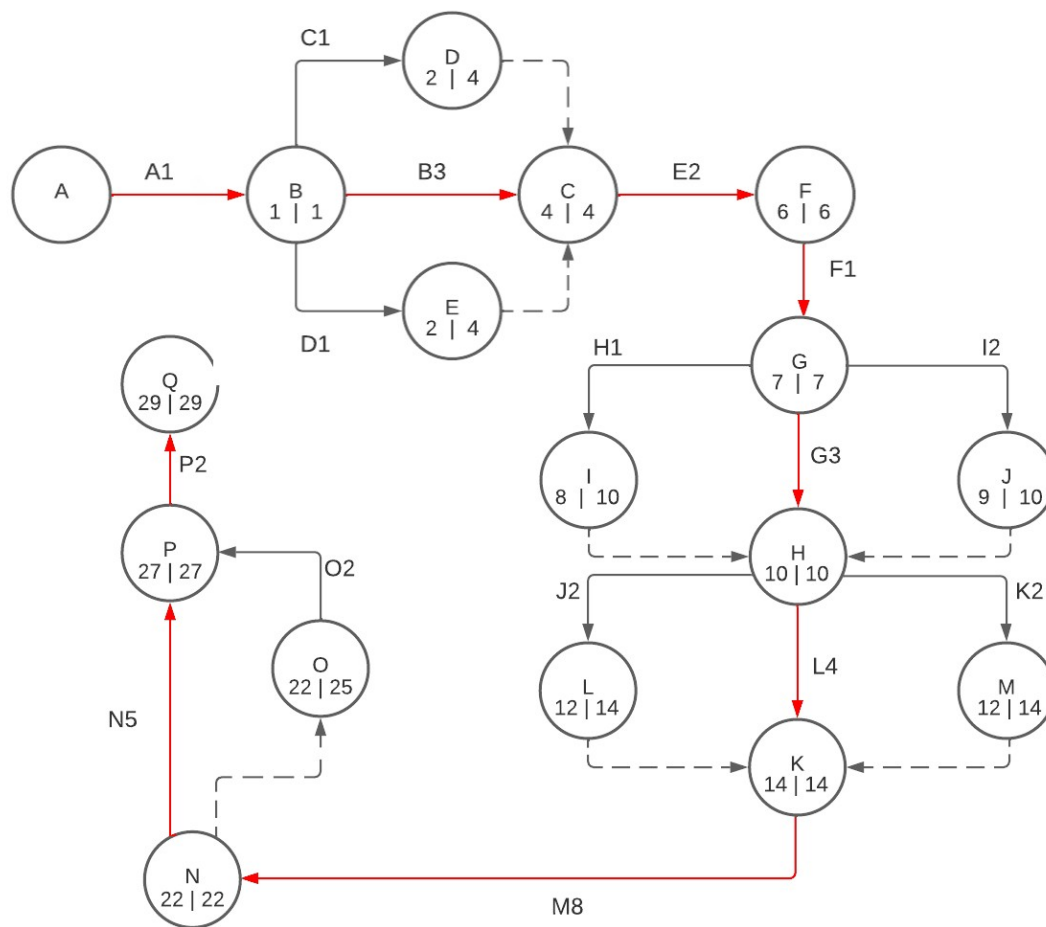 C1
D
2 | 4
A
A1
B
1 | 1
B3
C
4 | 4
E2
F
6 | 6
F1
E
2 | 4
D1
H1
G
7 | 7
I2
Q
29 | 29
P2
G3
I
8 | 10
J
9 | 10
P
27 | 27
O2
H
10 | 10
J2
K2
O
22 | 25
L
12 | 14
L4
M
12 | 14
N5
K
14 | 14
N
22 | 22
M8